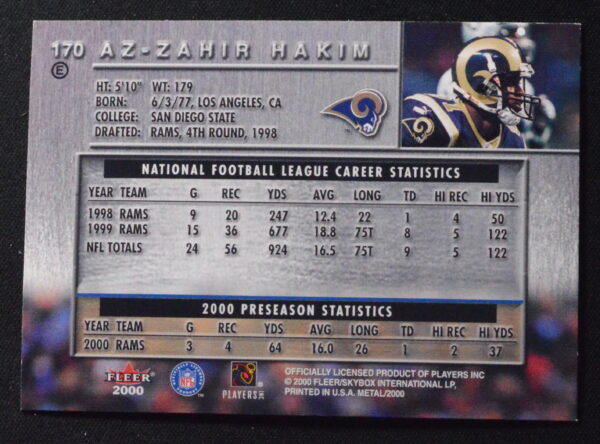 170 AZ-ZAHIR HAKIM
E
HT: 5'10" WT: 179
BORN: 6/3/77, LOS ANGELES, CA
COLLEGE: SAN DIEGO STATE
DRAFTED: RAMS, 4TH ROUND, 1998
NATIONAL FOOTBALL LEAGUE CAREER STATISTICS
YEAR TEAM G REC YDS AVG LONG TD HI REC HI YDS
1998 RAMS 9 20 247 12.4 22 1 4 50
1999 RAMS 15 36 677 18.8 75T 8 5 122
NFL TOTALS 24 56 924 16.5 75T 9 5 122
2000 PRESEASON STATISTICS
YEAR TEAM G REC YDS AVG LONG TD HI REC HI YDS
2000 RAMS 3 4 64 16.0 26 1 2 37
FLEER
2000
NFL
PLAYERS INC
OFFICIALLY LICENSED PRODUCT OF PLAYERS INC
© 2000 FLEER/SKYBOX INTERNATIONAL LP,
PRINTED IN U.S.A. METAL/2000